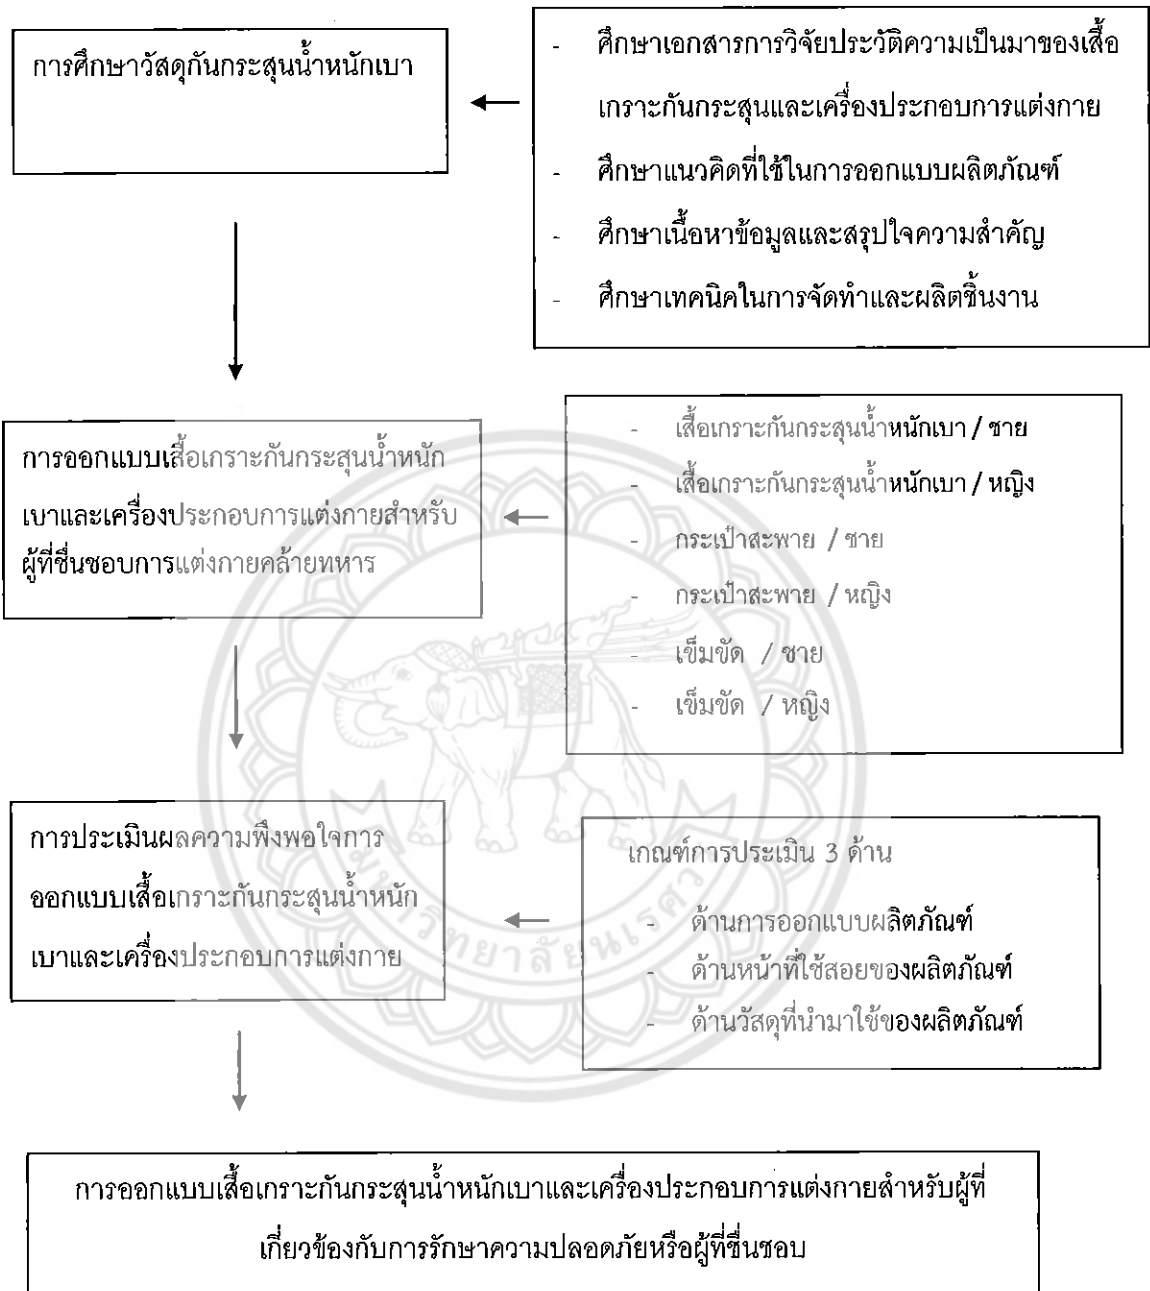 การศึกษาวัสดุกันกระสุนน้ำหนักเบา
- ศึกษาเอกสารการวิจัยประวัติความเป็นมาของเสื้อ
เกราะกันกระสุนและเครื่องประกอบการแต่งกาย
- ศึกษาแนวคิดที่ใช้ในการออกแบบผลิตภัณฑ์
- ศึกษาเนื้อหาข้อมูลและสรุปใจความสำคัญ
- ศึกษาเทคนิคในการจัดทำและผลิตชิ้นงาน
การออกแบบเสื้อเกราะกันกระสุนน้ำหนัก
เบาและเครื่องประกอบการแต่งกายสำหรับ
ผู้ที่ชื่นชอบการแต่งกายคล้ายทหาร
- เสื้อเกราะกันกระสุนน้ำหนักเบา / ชาย
- เสื้อเกราะกันกระสุนน้ำหนักเบา / หญิง
- กระเป๋าสะพาย / ชาย
- กระเป๋าสะพาย / หญิง
- เข็มขัด / ชาย
- เข็มขัด / หญิง
การประเมินผลความพึงพอใจการ
ออกแบบเสื้อเกราะกันกระสุนน้ำหนัก
เบาและเครื่องประกอบการแต่งกาย
เกณฑ์การประเมิน 3 ด้าน
- ด้านการออกแบบผลิตภัณฑ์
- ด้านหน้าที่ใช้สอยของผลิตภัณฑ์
- ด้านวัสดุที่นำมาใช้ของผลิตภัณฑ์
มหาวิทยาลัยนเรศวร
การออกแบบเสื้อเกราะกันกระสุนน้ำหนักเบาและเครื่องประกอบการแต่งกายสำหรับผู้ที่
เกี่ยวข้องกับการรักษาความปลอดภัยหรือผู้ที่ชื่นชอบ